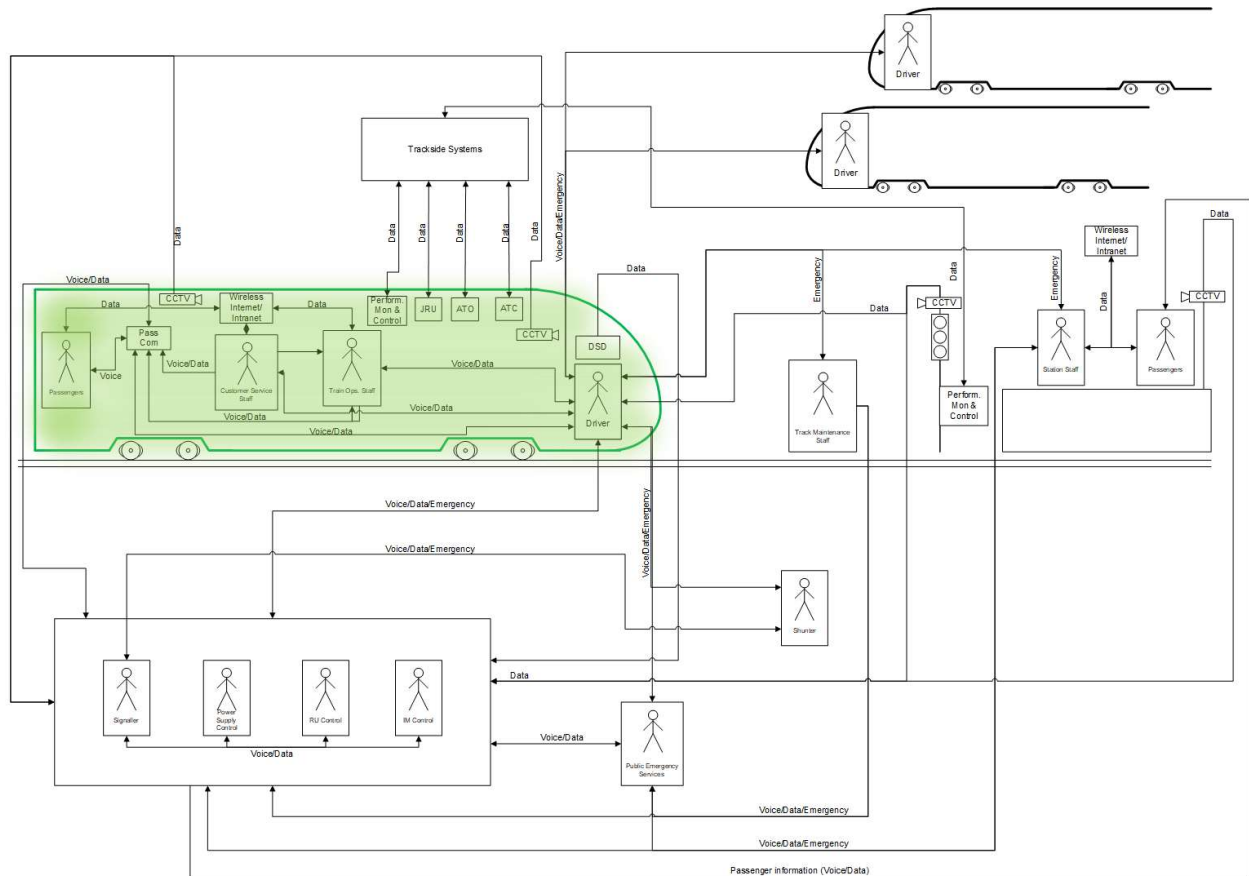 Driver
Driver
Trackside Systems
Data
Data
Data
Data
Data
Data
Voice/Data/Emergency
Data
Data
Emergency
Emergency
Wireless
Internet/
Intranet
Data
Data
CCTV
Voice/Data
Data
CCTV
Wireless
Internet/
Intranet
Data
Perform.
Mon &
Control
JRU
ATO
ATC
CCTV
DSD
Data
CCTV
Pass
Com
Voice/Data
Voice
Passengers
Customer Service
Staff
Train Ops. Staff
Voice/Data
Voice/Data
Voice/Data
Voice/Data
Driver
Track Maintenance
Staff
Perform.
Mon &
Control
Station Staff
Passengers
Voice/Data/Emergency
Voice/Data/Emergency
Voice/Data/Emergency
Shunter
Signaller
Power
Supply
Control
RU Control
IM Control
Voice/Data
Data
Voice/Data
Public Emergency
Services
Voice/Data/Emergency
Voice/Data/Emergency
Passenger information (Voice/Data)